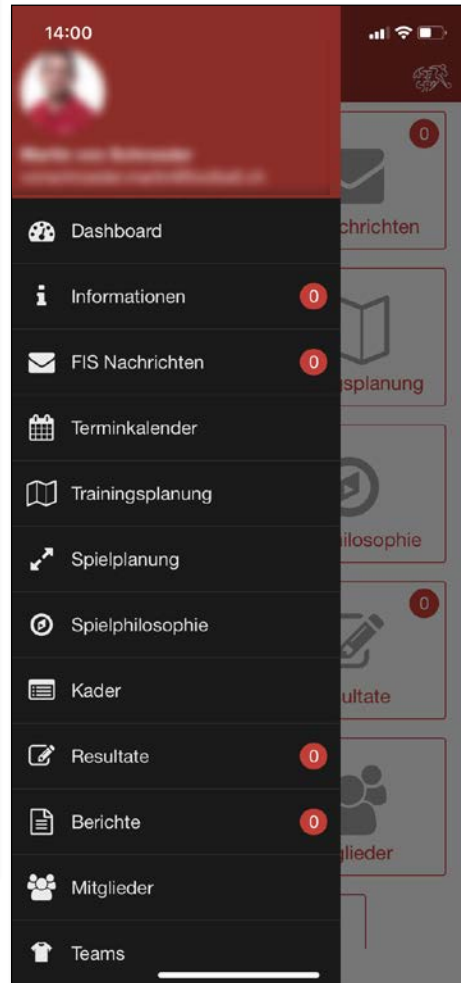 14:00
0
chrichten
Dashboard
Informationen 0
FIS Nachrichten 0
Terminkalender
Trainingsplanung
gsplanung
Spielplanung
ilosophie
Spielphilosophie
Kader
0
ultate
Resultate 0
Berichte 0
glieder
Mitglieder
Teams